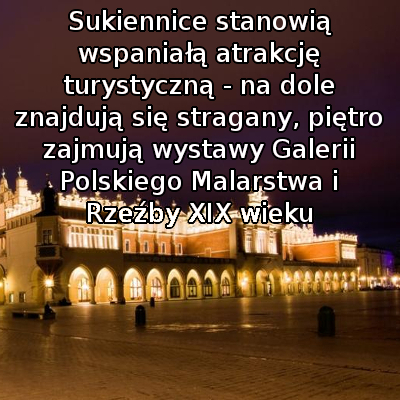 Sukiennice stanowią
wspaniałą atrakcję
turystyczną - na dole
znajdują się stragany, piętro
zajmują wystawy Galerii
Polskiego Malarstwa i
Rzeźby XIX wieku